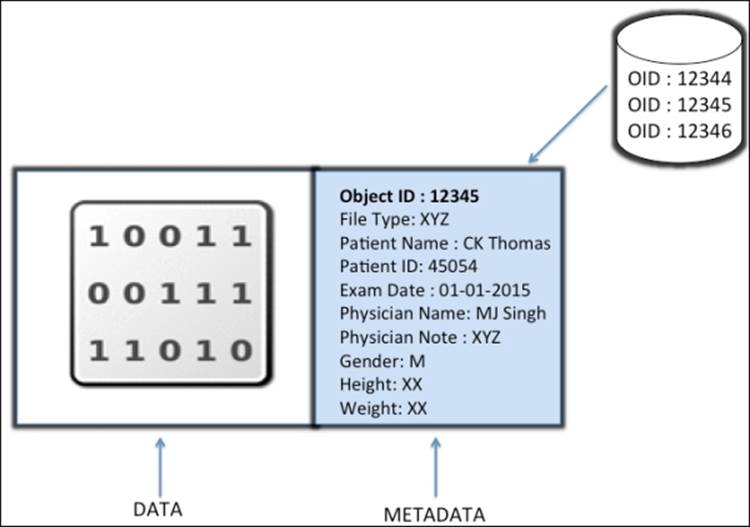 OID : 12344
OID : 12345
OID : 12346
1 0 0 1 1
0 0 1 1 1
1 1 0 1 0
Object ID : 12345
File Type: XYZ
Patient Name : CK Thomas
Patient ID: 45054
Exam Date : 01-01-2015
Physician Name: MJ Singh
Physician Note : XYZ
Gender: M
Height: XX
Weight: XX
DATA
METADATA